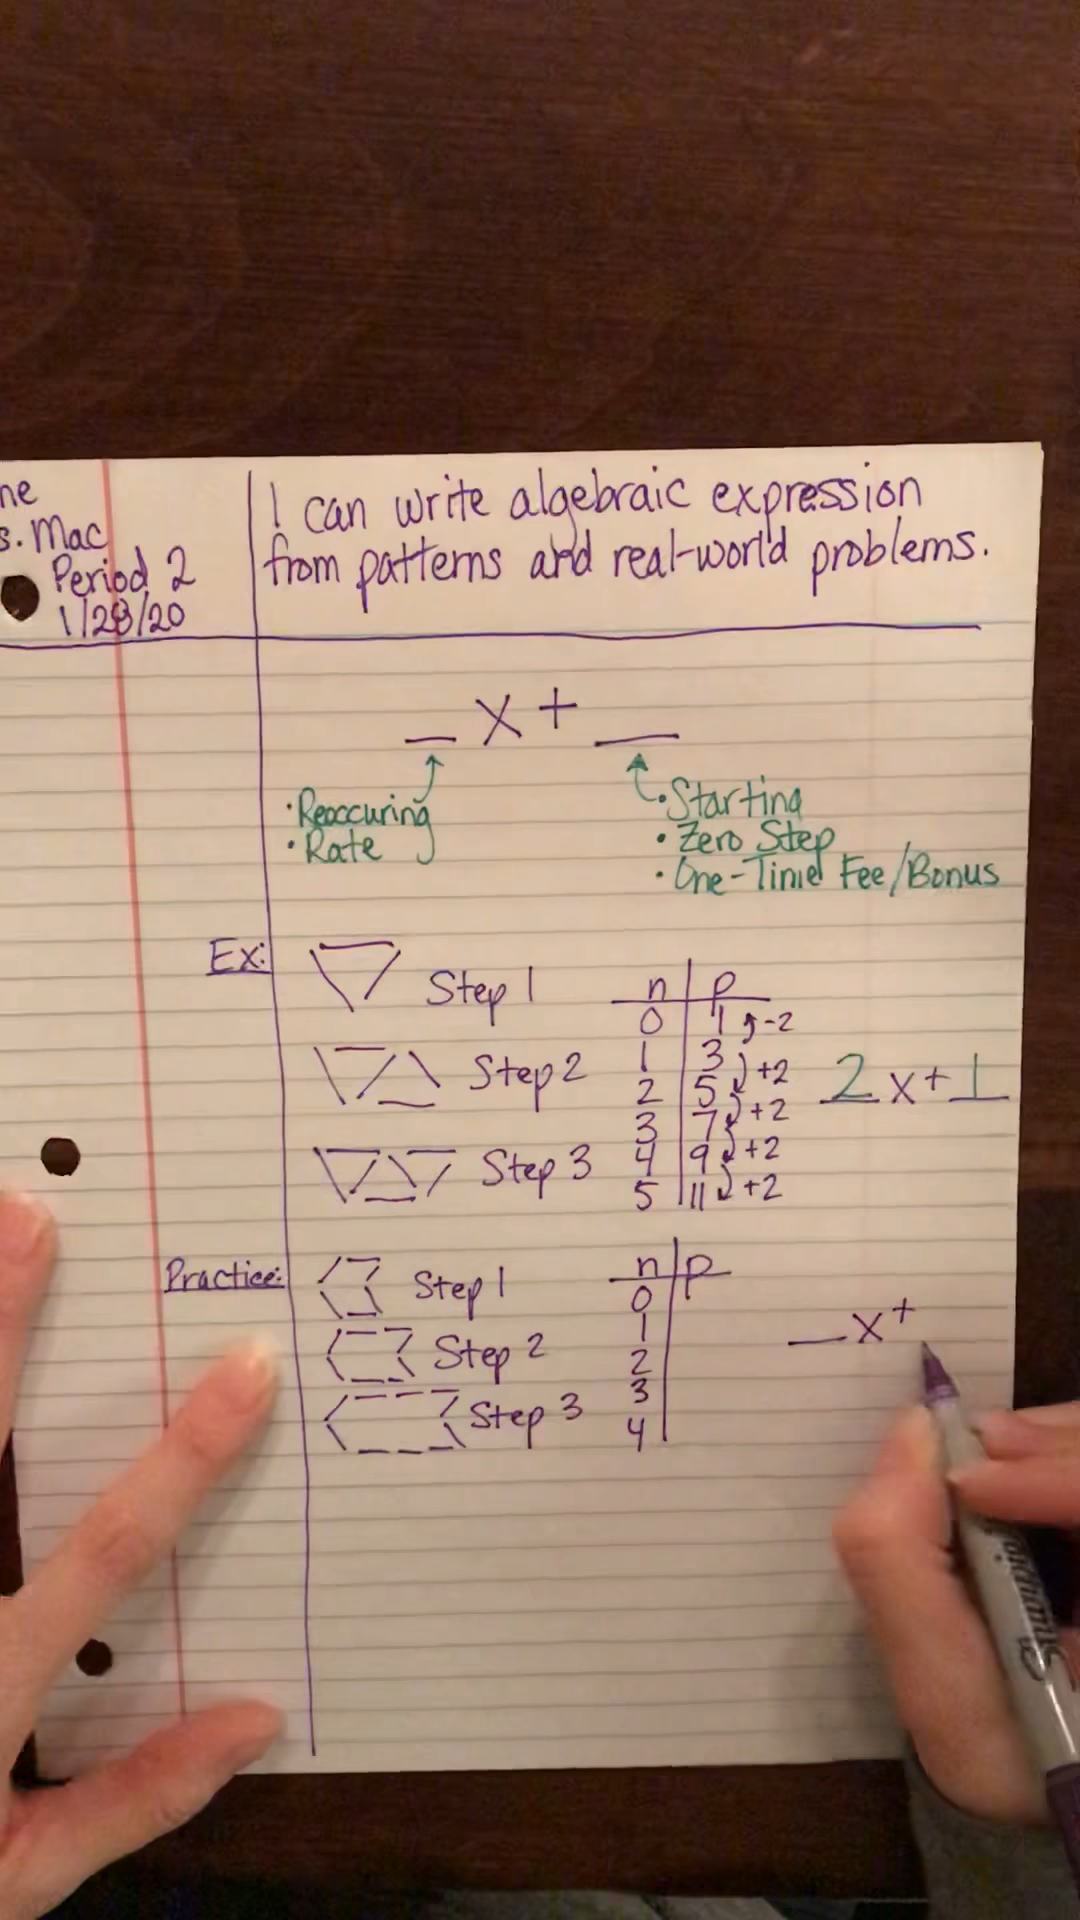 ne
s. Mac
Period 2
1/28/20
I can write algebraic expression
from patterns and real-world problems.
_ x + _
• Reoccuring
• Rate
• Starting
• Zero Step
• One-Time Fee/Bonus
Ex:
Step 1
Step 2
Step 3
n | p
0 | 1 -2
1 | 3
+2
2 | 5
+2
3 | 7
+2
4 | 9
+2
5 | 11
2x+1
Practice:
Step 1
Step 2
Step 3
n | p
0
1
2
3
4
_x+
Sharpie